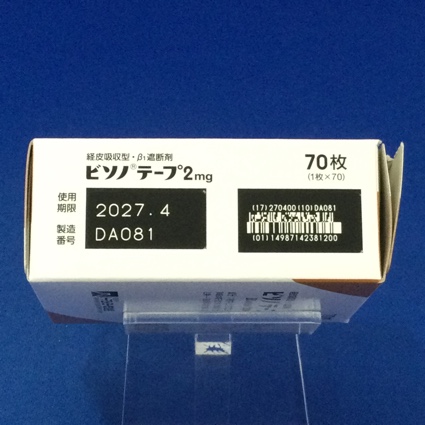 経皮吸収型・β₁遮断剤
ビソノ®テープ2mg
70枚
(1枚×70)
使用期限
2027.4
製造番号
DA081
(17)270400(10)DA081
(01)14987142381200